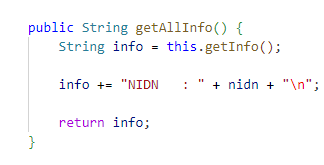 public String getAllInfo() {
    String info = this.getInfo();
    info += "NIDN   : " + nidn + "\n";
    return info;
}